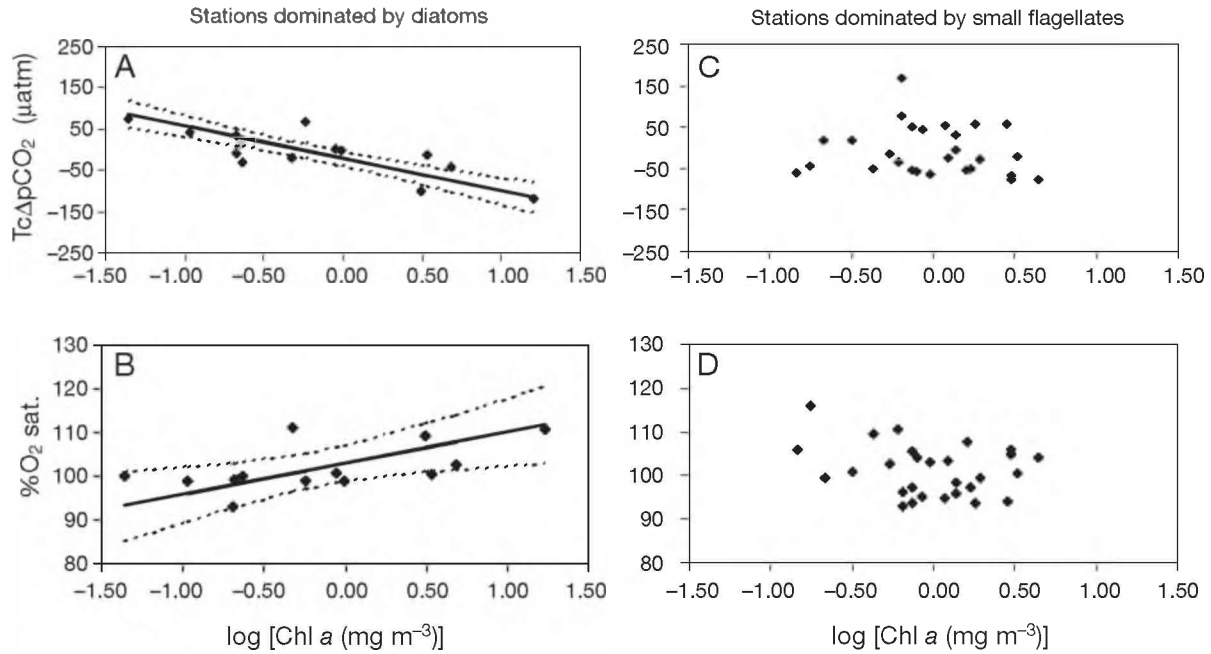 Stations dominated by diatoms
Stations dominated by small flagellates
A
TcΔpCO₂ (µatm)
250
150
50
−50
−150
−250
−1.50 −1.00 −0.50 0.00 0.50 1.00 1.50
C
250
150
50
−50
−150
−250
−1.50 −1.00 −0.50 0.00 0.50 1.00 1.50
B
%O₂ sat.
130
120
110
100
90
80
−1.50 −1.00 −0.50 0.00 0.50 1.00 1.50
log [Chl a (mg m⁻³)]
D
130
120
110
100
90
80
−1.50 −1.00 −0.50 0.00 0.50 1.00 1.50
log [Chl a (mg m⁻³)]